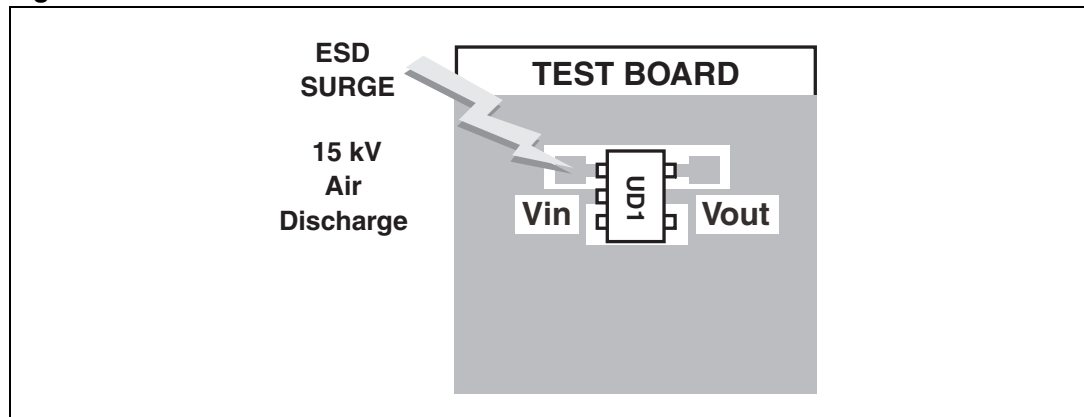 ESD
SURGE
TEST BOARD
15 kV
Air
Discharge
UD1
Vin
Vout